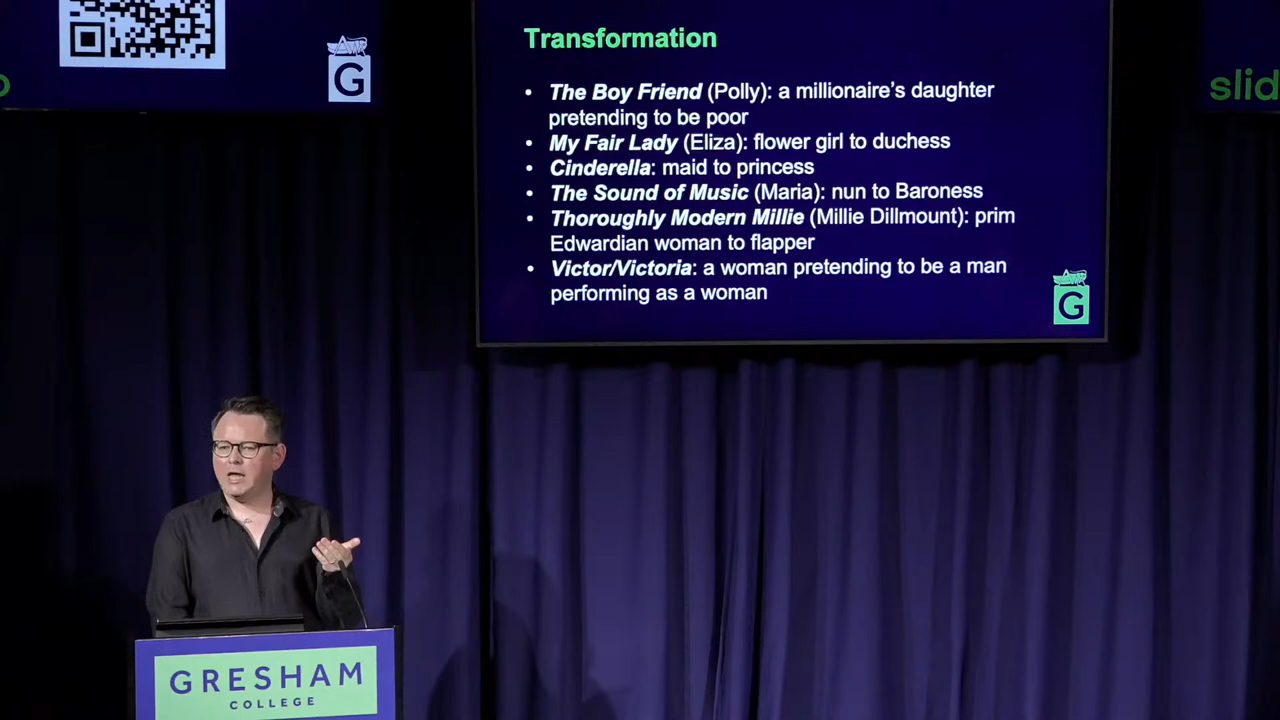 G
o
Transformation
• The Boy Friend (Polly): a millionaire’s daughter
pretending to be poor
• My Fair Lady (Eliza): flower girl to duchess
• Cinderella: maid to princess
• The Sound of Music (Maria): nun to Baroness
• Thoroughly Modern Millie (Millie Dillmount): prim
Edwardian woman to flapper
• Victor/Victoria: a woman pretending to be a man
performing as a woman
G
slid
GRESHAM
COLLEGE